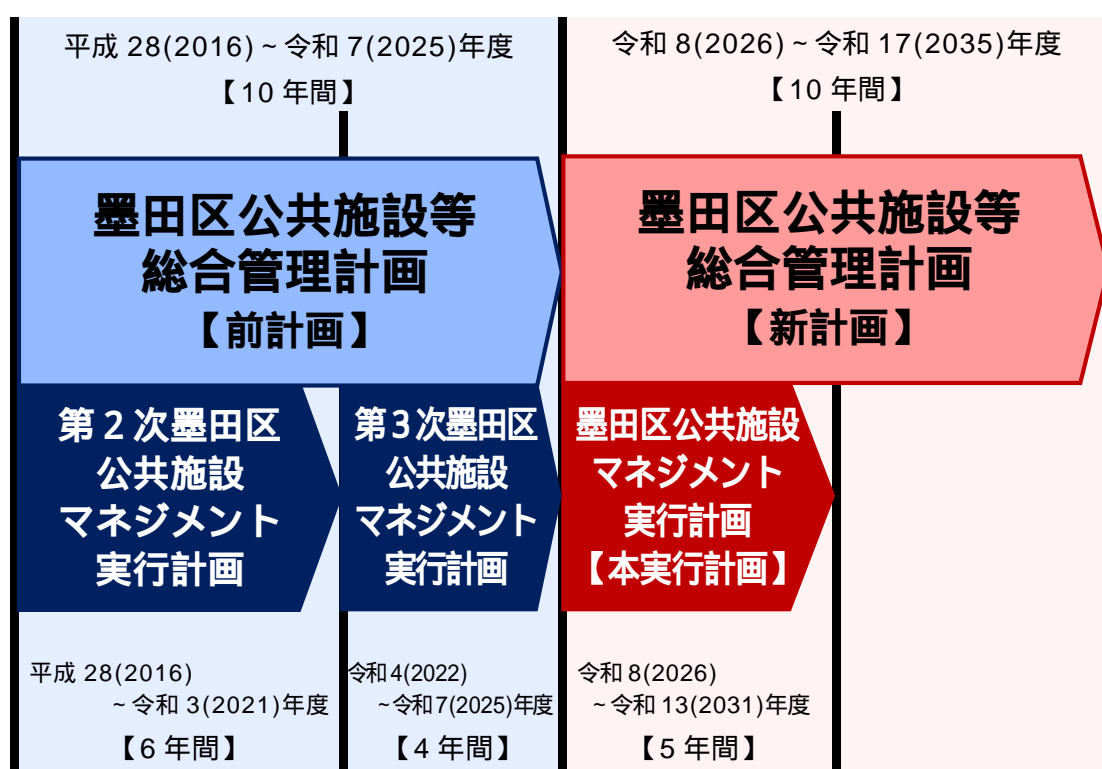 平成 28(2016)~令和 7(2025)年度
【10 年間】
令和 8(2026)~令和 17(2035)年度
【10 年間】
墨田区公共施設等
総合管理計画
【前計画】
墨田区公共施設等
総合管理計画
【新計画】
第2次墨田区
公共施設
マネジメント
実行計画
第3次墨田区
公共施設
マネジメント
実行計画
墨田区公共施設
マネジメント
実行計画
【本実行計画】
平成 28(2016)
~令和 3(2021)年度
【6 年間】
令和4(2022)
~令和7(2025)年度
【4 年間】
令和 8(2026)
~令和 13(2031)年度
【5 年間】